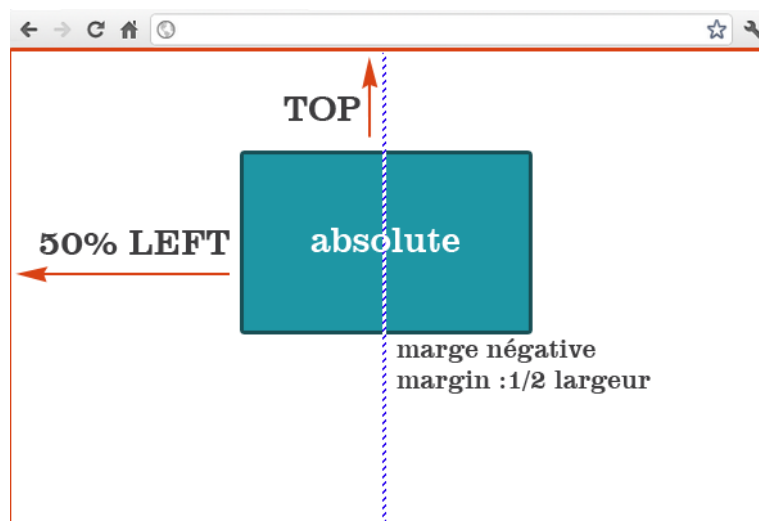 TOP
50% LEFT
absolute
marge négative
margin :1/2 largeur